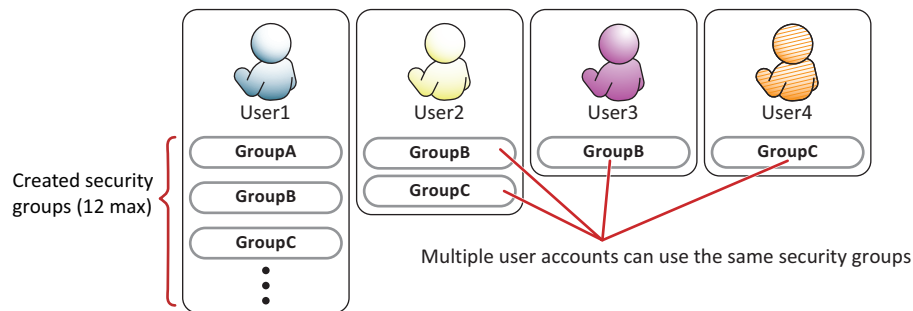 User1
User2
User3
User4
GroupA
GroupB
GroupB
GroupC
Created security
groups (12 max)
GroupB
GroupC
GroupC
Multiple user accounts can use the same security groups